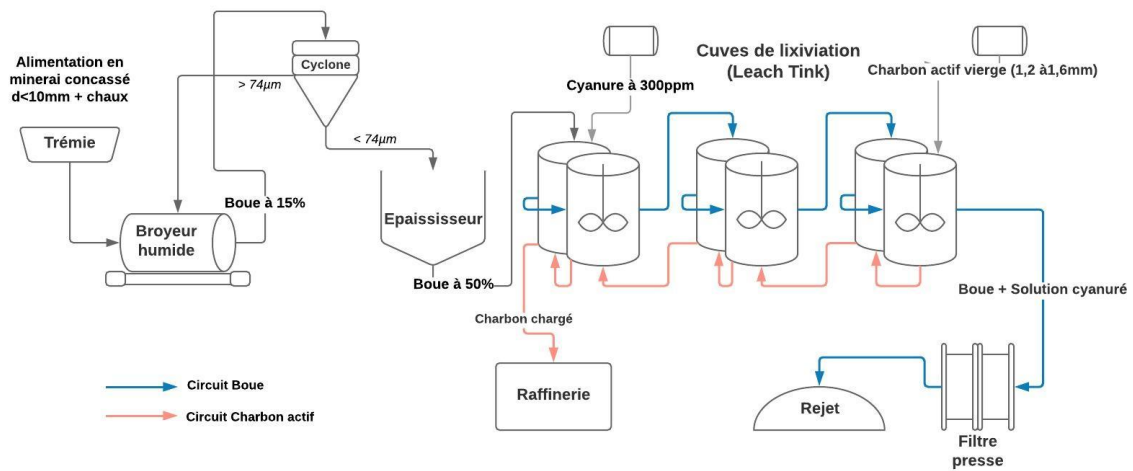 Alimentation en
minerai concassé
d<10mm + chaux
Trémie
Cyclone
> 74µm
< 74µm
Boue à 15%
Broyeur
humide
Epaississeur
Boue à 50%
Cyanure à 300ppm
Cuves de lixiviation
(Leach Tink)
Charbon actif vierge (1,2 à1,6mm)
Boue + Solution cyanuré
Charbon chargé
Raffinerie
Rejet
Filtre
presse
Circuit Boue
Circuit Charbon actif